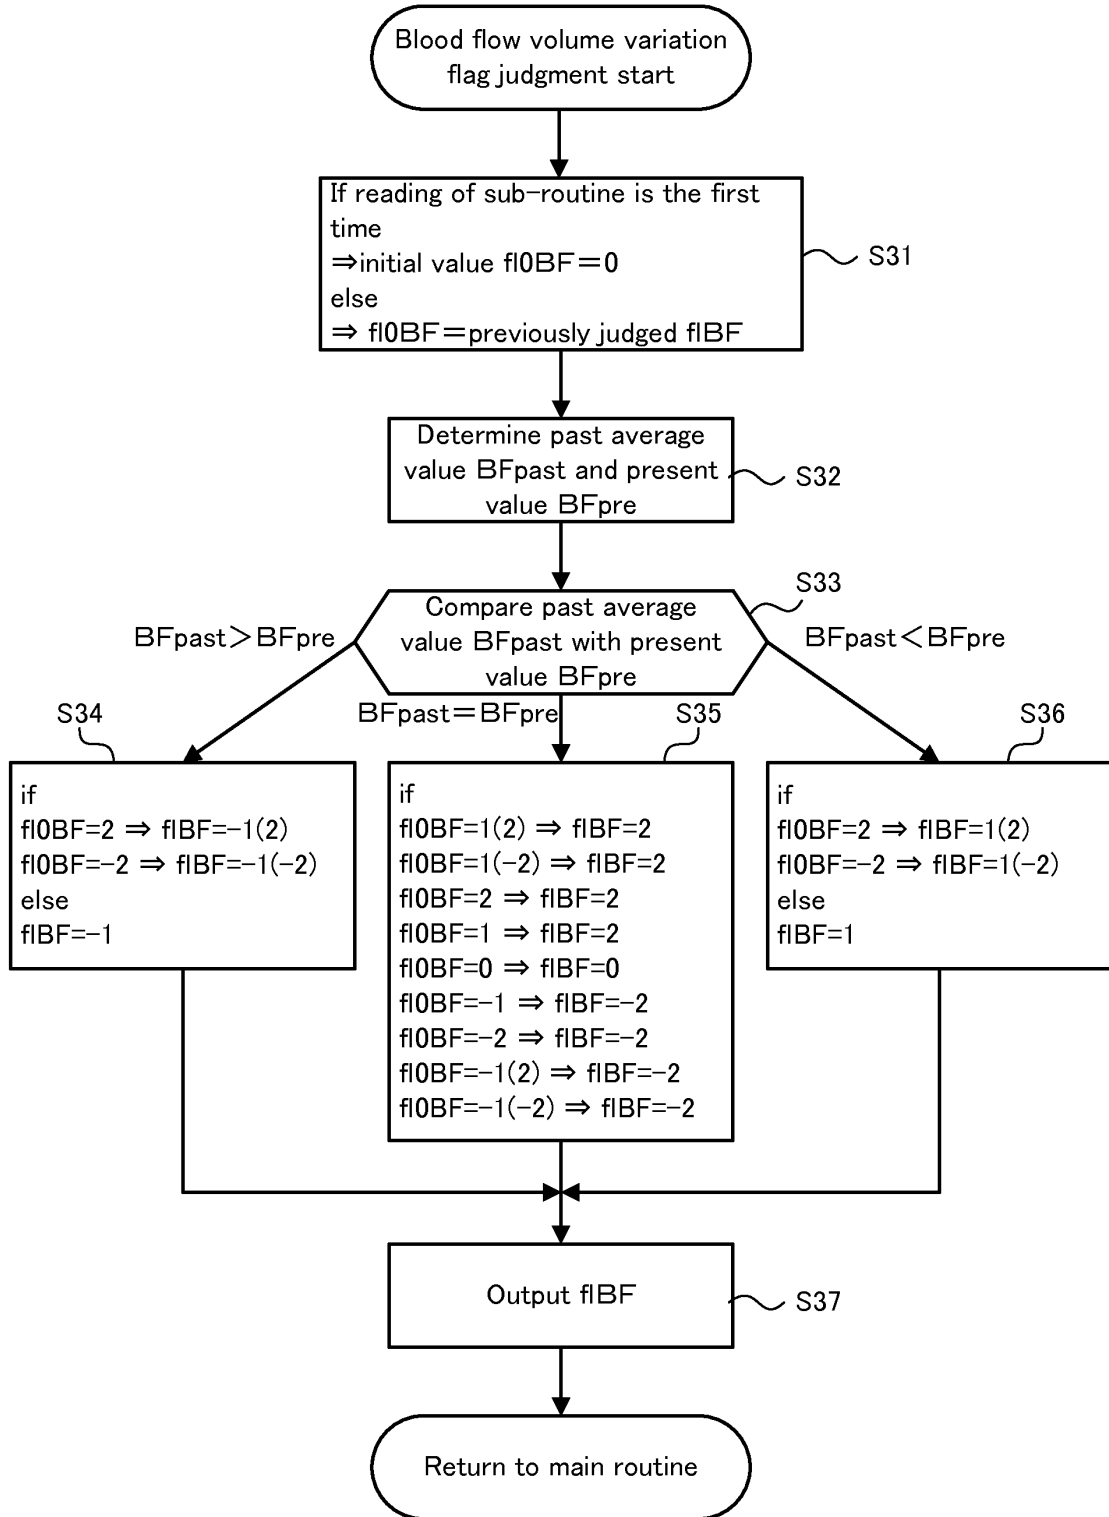 Blood flow volume variation
flag judgment start
If reading of sub-routine is the first
time
⇒initial value fl0BF=0
else
⇒ fl0BF=previously judged flBF
S31
Determine past average
value BFpast and present
value BFpre
S32
S33
Compare past average
value BFpast with present
value BFpre
BFpast>BFpre
BFpast=BFpre
BFpast<BFpre
S34
if
fl0BF=2 ⇒ flBF=-1(2)
fl0BF=-2 ⇒ flBF=-1(-2)
else
flBF=-1
S35
if
fl0BF=1(2) ⇒ flBF=2
fl0BF=1(-2) ⇒ flBF=2
fl0BF=2 ⇒ flBF=2
fl0BF=1 ⇒ flBF=2
fl0BF=0 ⇒ flBF=0
fl0BF=-1 ⇒ flBF=-2
fl0BF=-2 ⇒ flBF=-2
fl0BF=-1(2) ⇒ flBF=-2
fl0BF=-1(-2) ⇒ flBF=-2
S36
if
fl0BF=2 ⇒ flBF=1(2)
fl0BF=-2 ⇒ flBF=1(-2)
else
flBF=1
Output flBF
S37
Return to main routine